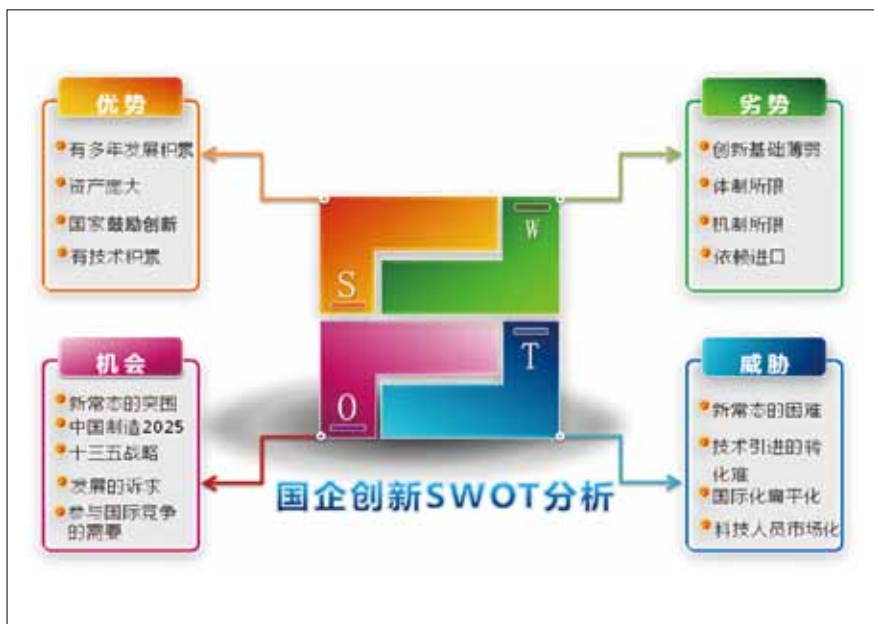 优势
有多年发展积累
资产庞大
国家鼓励创新
有技术积累
劣势
创新基础薄弱
体制所限
机制所限
依赖进口
S
W
O
T
机会
新常态的突围
中国制造2025
十三五战略
发展的诉求
参与国际竞争
的需要
威胁
新常态的困难
技术引进的转
化难
国际化扁平化
科技人员市场化
国企创新SWOT分析